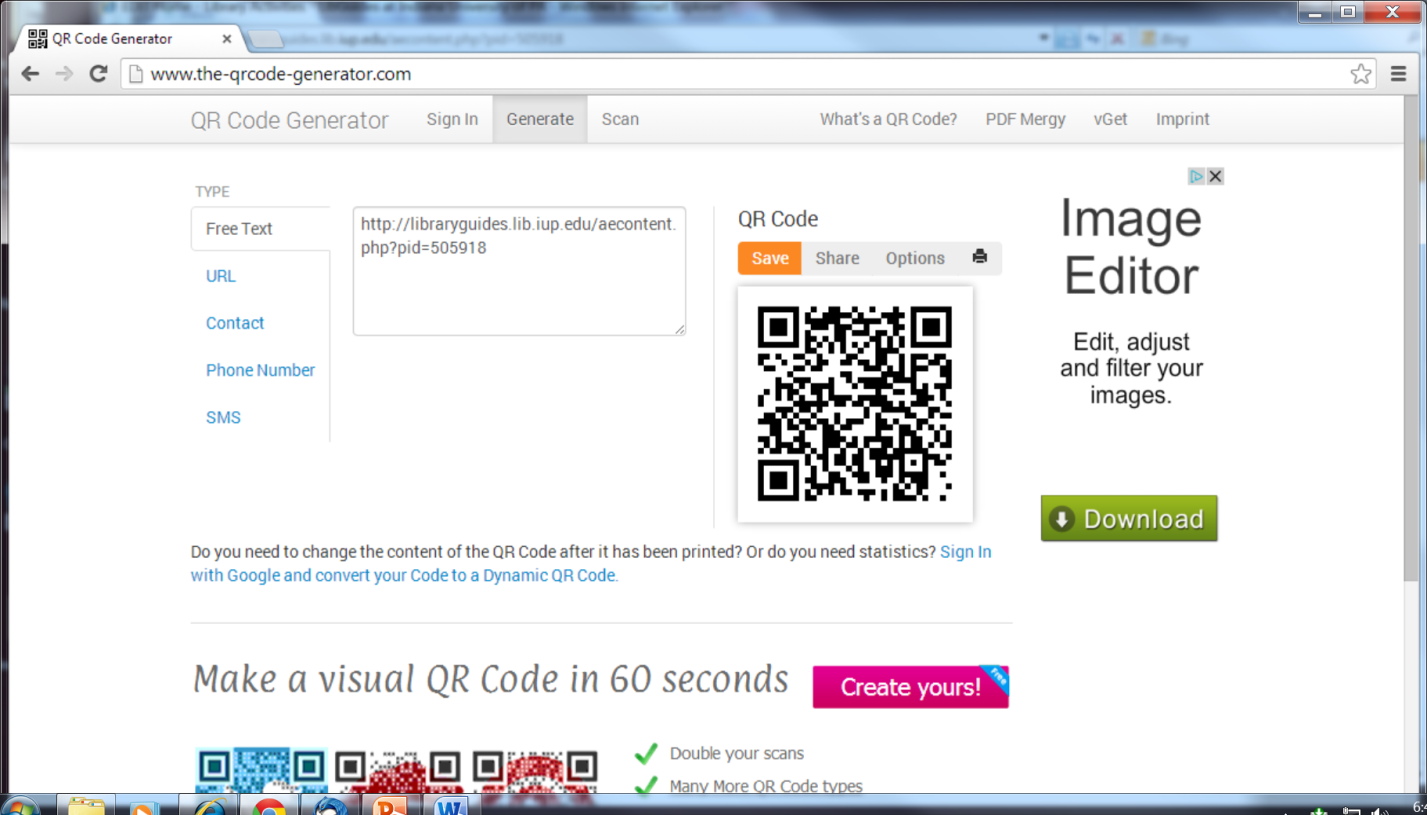 QR Code Generator
www.the-qrcode-generator.com
QR Code Generator Sign In Generate Scan What's a QR Code? PDF Mergy vGet Imprint
TYPE
Free Text
URL
Contact
Phone Number
SMS
http://libraryguides.lib.iup.edu/aecontent.
php?pid=505918
QR Code
Save Share Options
Image
Editor
Edit, adjust
and filter your
images.
Download
Do you need to change the content of the QR Code after it has been printed? Or do you need statistics? Sign In
with Google and convert your Code to a Dynamic QR Code.
Make a visual QR Code in 60 seconds
Create yours!
Free
Double your scans
Many More QR Code types